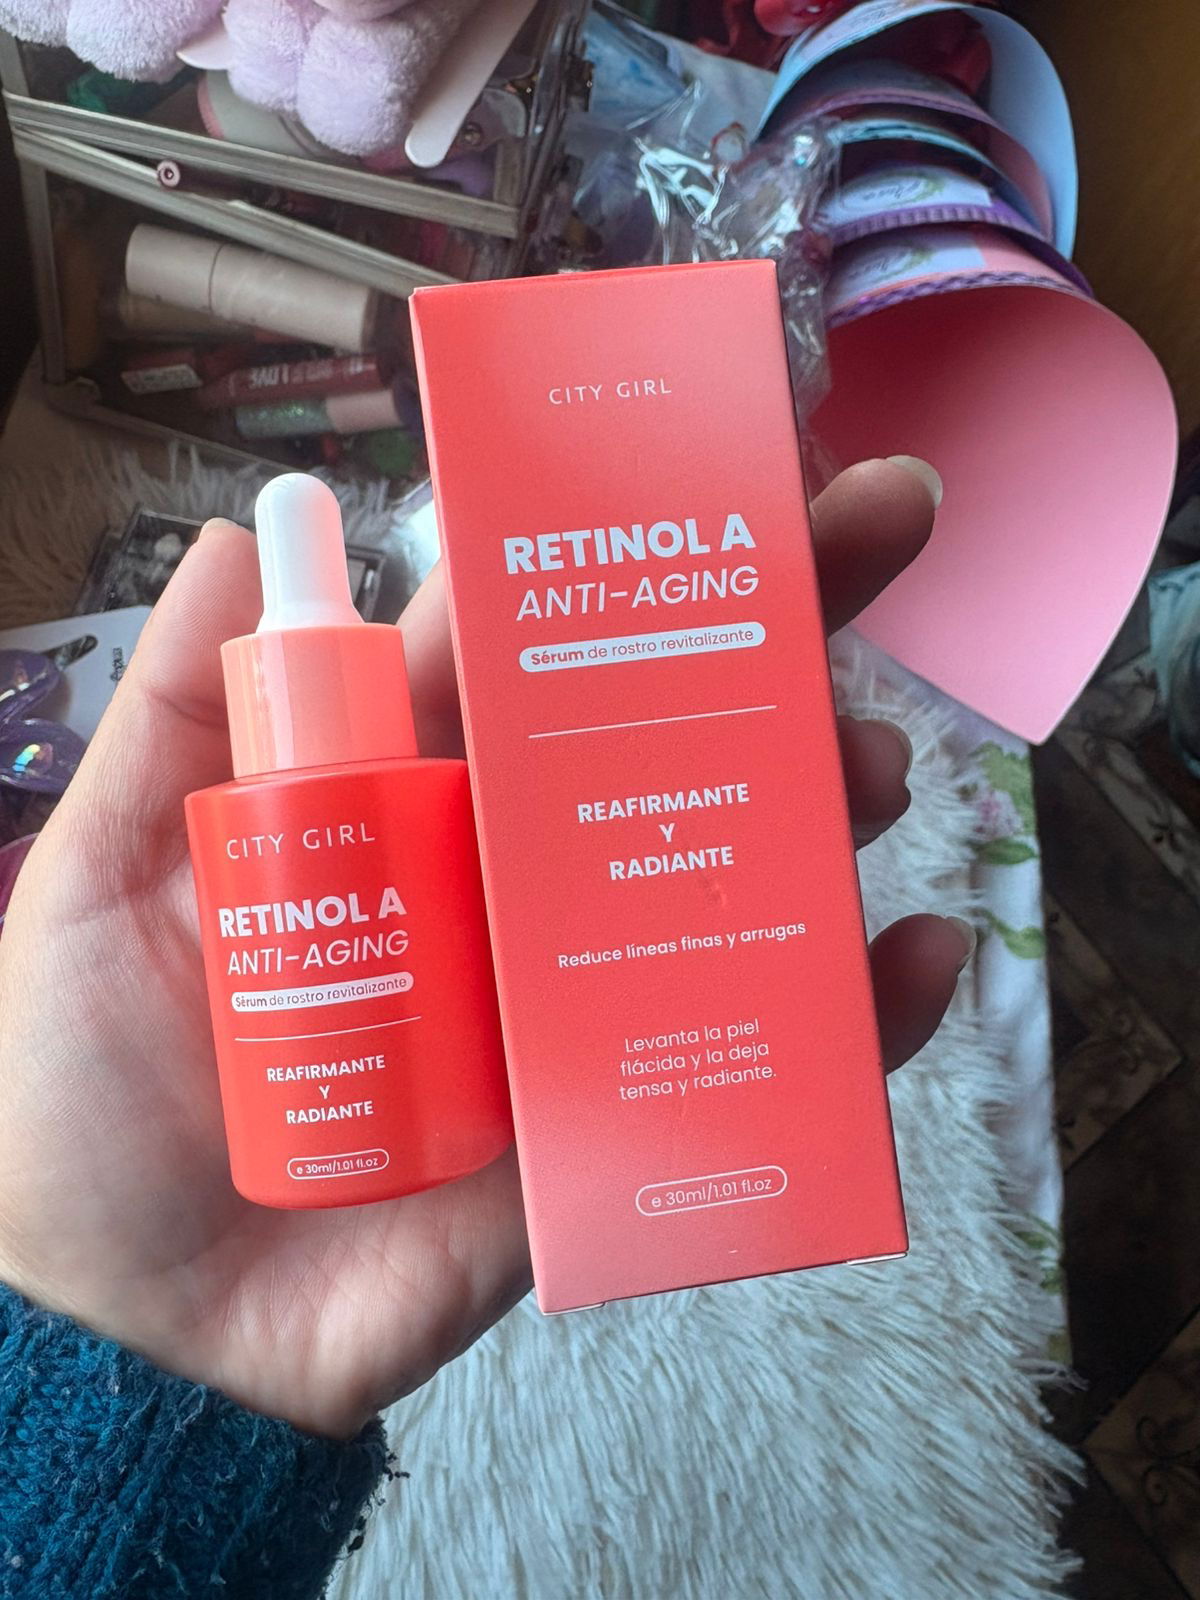 CITY GIRL
RETINOL A
ANTI-AGING
Sérum de rostro revitalizante
REAFIRMANTE
Y
RADIANTE
Reduce líneas finas y arrugas
Levanta la piel
flácida y la deja
tensa y radiante.
e 30ml/1.01 fl.oz
CITY GIRL
RETINOL A
ANTI-AGING
Sérum de rostro revitalizante
REAFIRMANTE
Y
RADIANTE
e 30ml/1.01 fl.oz